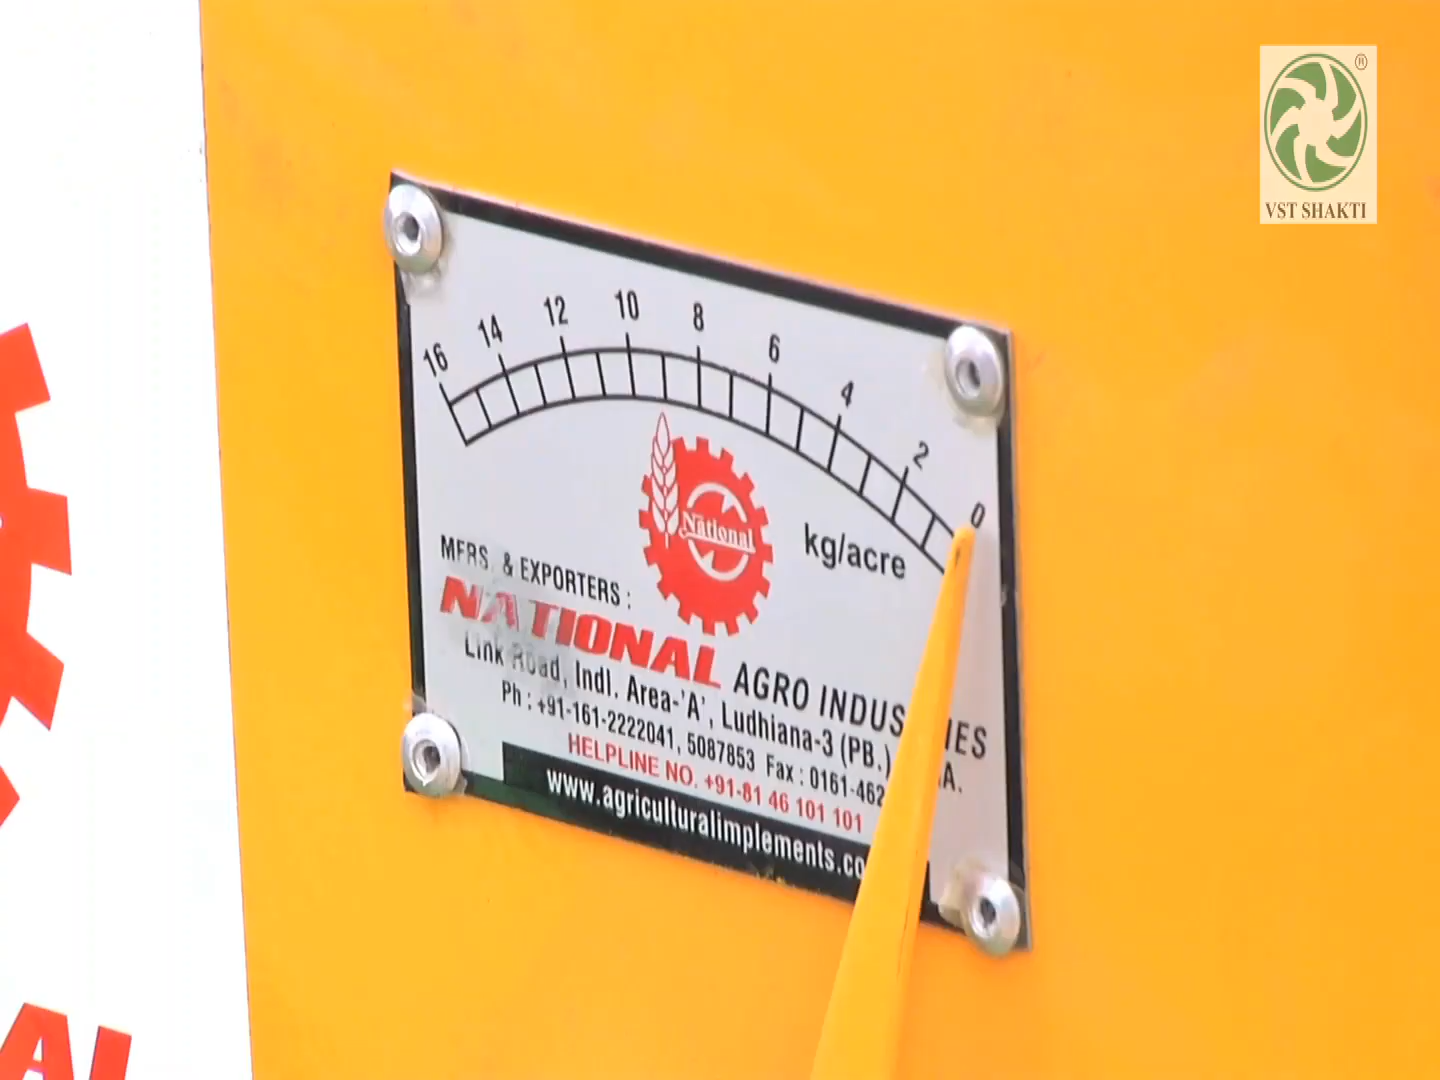 ®
VST SHAKTI
16 14 12 10 8 6 4 2 0
National
kg/acre
MFRS. & EXPORTERS :
NATIONAL AGRO INDUS IES
Link Road, Indl. Area-'A', Ludhiana-3 (PB.) A.
Ph : +91-161-2222041, 5087853 Fax : 0161-462
HELPLINE NO. +91-81 46 101 101
www.agriculturalimplements.co
AL